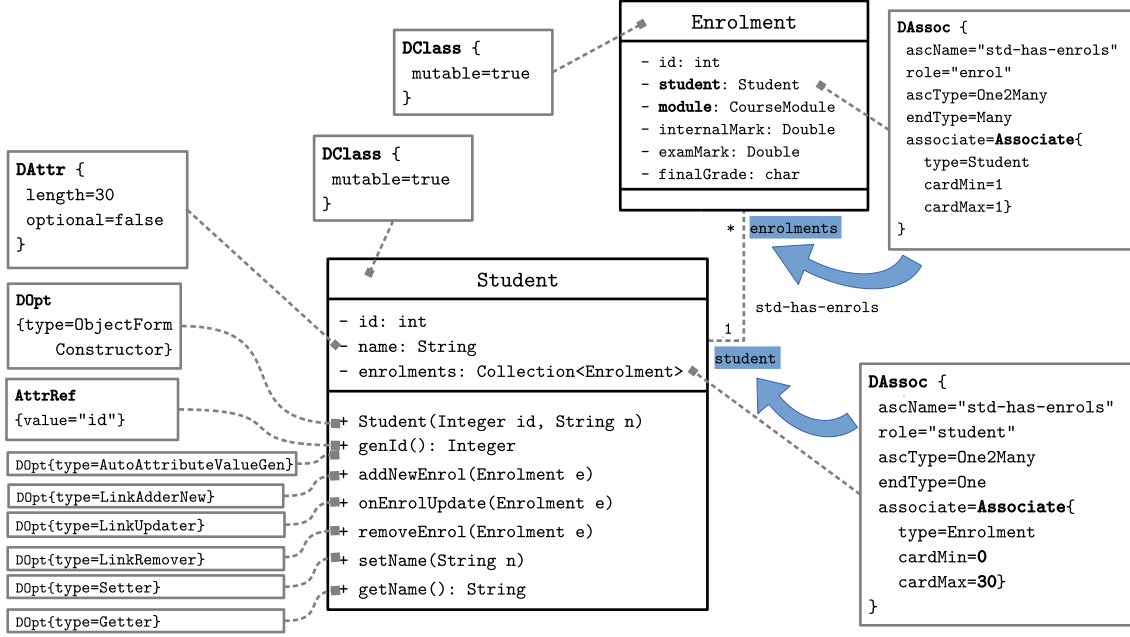 DClass {
mutable=true
}
Enrolment
- id: int
- student: Student
- module: CourseModule
- internalMark: Double
- examMark: Double
- finalGrade: char
DAssoc {
ascName="std-has-enrols"
role="enrol"
ascType=One2Many
endType=Many
associate=Associate{
type=Student
cardMin=1
cardMax=1}
}
DClass {
mutable=true
}
DAttr {
length=30
optional=false
}
* enrolments
std-has-enrols
1
student
Student
- id: int
- name: String
- enrolments: Collection<Enrolment>
+ Student(Integer id, String n)
+ genId(): Integer
+ addNewEnrol(Enrolment e)
+ onEnrolUpdate(Enrolment e)
+ removeEnrol(Enrolment e)
+ setName(String n)
+ getName(): String
DOpt
{type=ObjectForm
Constructor}
AttrRef
{value="id"}
DOpt{type=AutoAttributeValueGen}
DOpt{type=LinkAdderNew}
DOpt{type=LinkUpdater}
DOpt{type=LinkRemover}
DOpt{type=Setter}
DOpt{type=Getter}
DAssoc {
ascName="std-has-enrols"
role="student"
ascType=One2Many
endType=One
associate=Associate{
type=Enrolment
cardMin=0
cardMax=30}
}